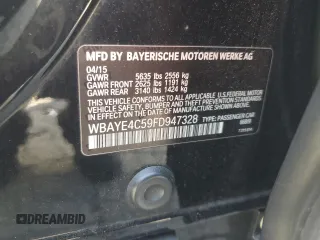 MFD BY BAYERISCHE MOTOREN WERKE AG
04/15
GVWR 5635 lbs 2556 kg
GAWR FRONT 2625 lbs 1191 kg
GAWR REAR 3140 lbs 1424 kg
THIS VEHICLE CONFORMS TO ALL APPLICABLE FEDERAL MOTOR
VEHICLE SAFETY, BUMPER, AND THEFT PREVENTION
STANDARDS IN EFFECT ON THE DATE OF
MANUFACTURE SHOWN ABOVE.
WBAYE4C59FD947328 TYPE: PASSENGER CAR
DREAMBID